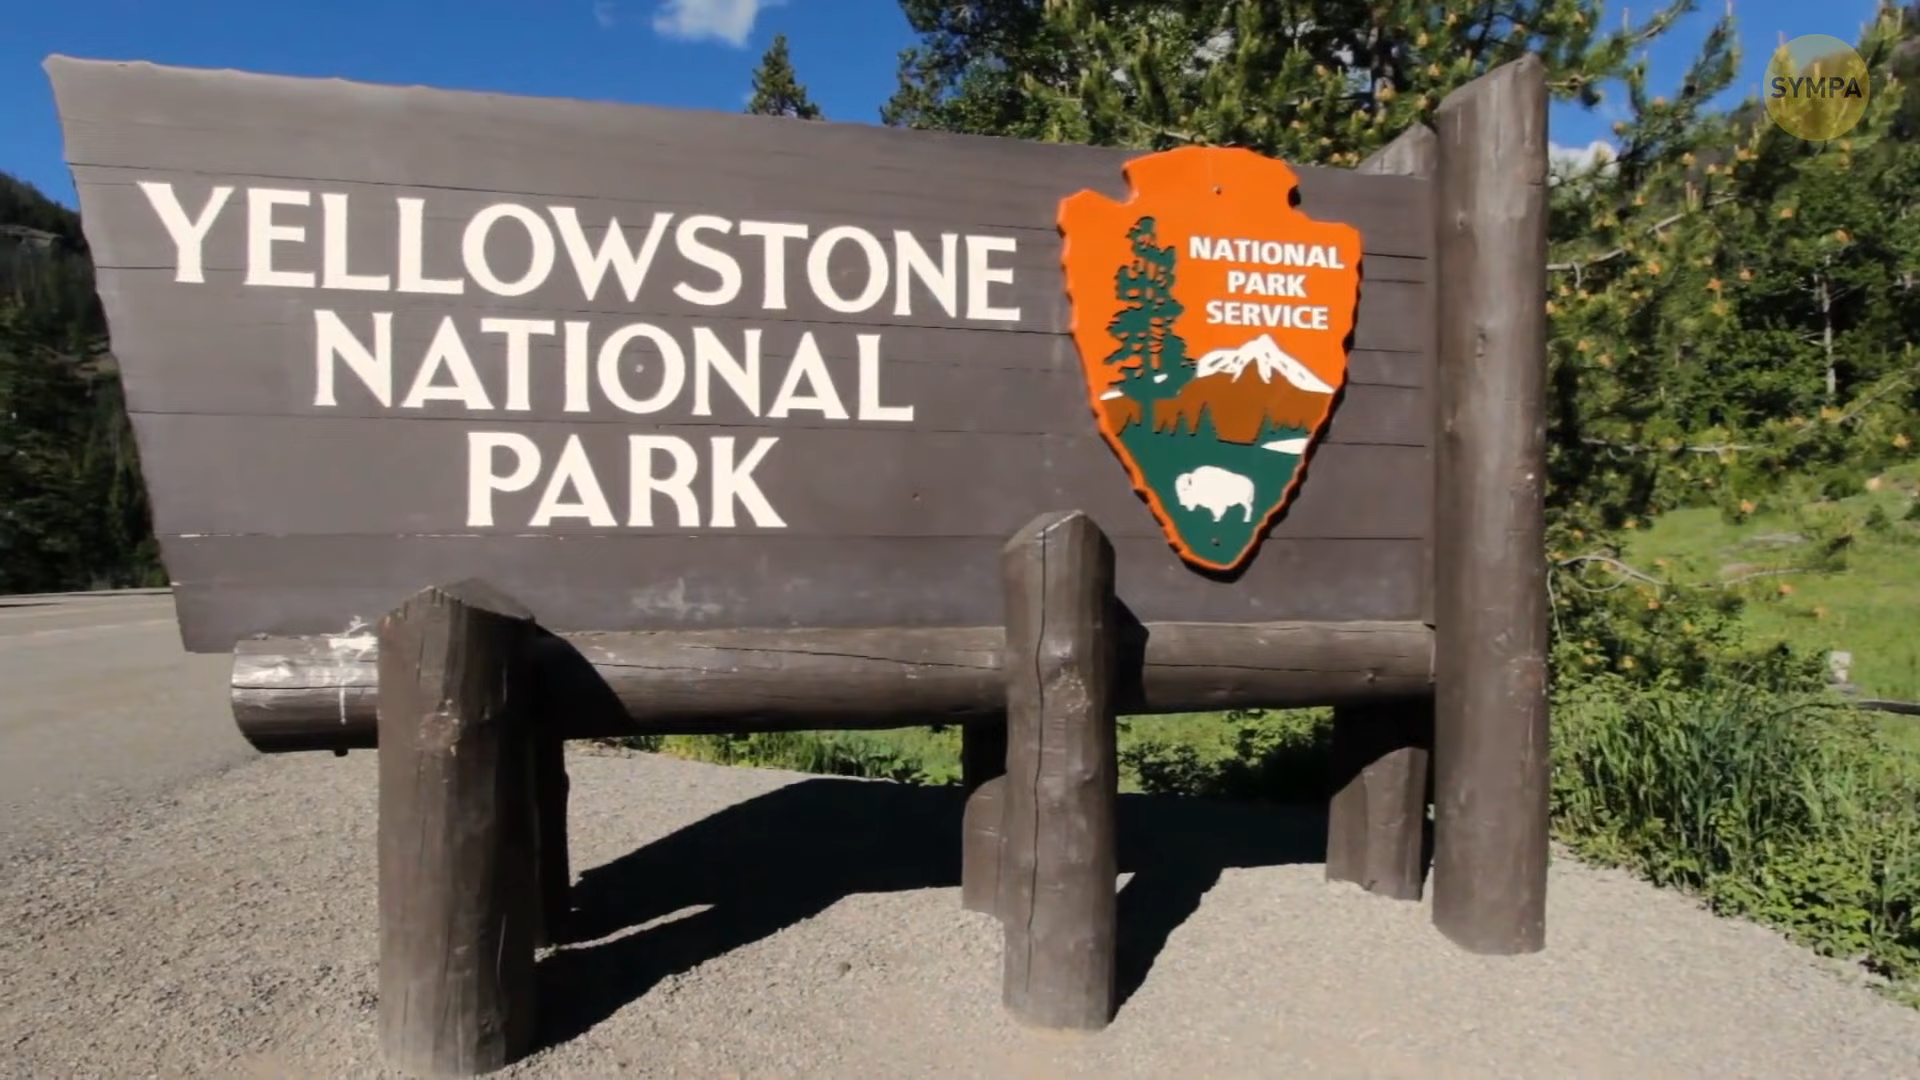 YELLOWSTONE
NATIONAL
PARK
NATIONAL
PARK
SERVICE
SYMPA